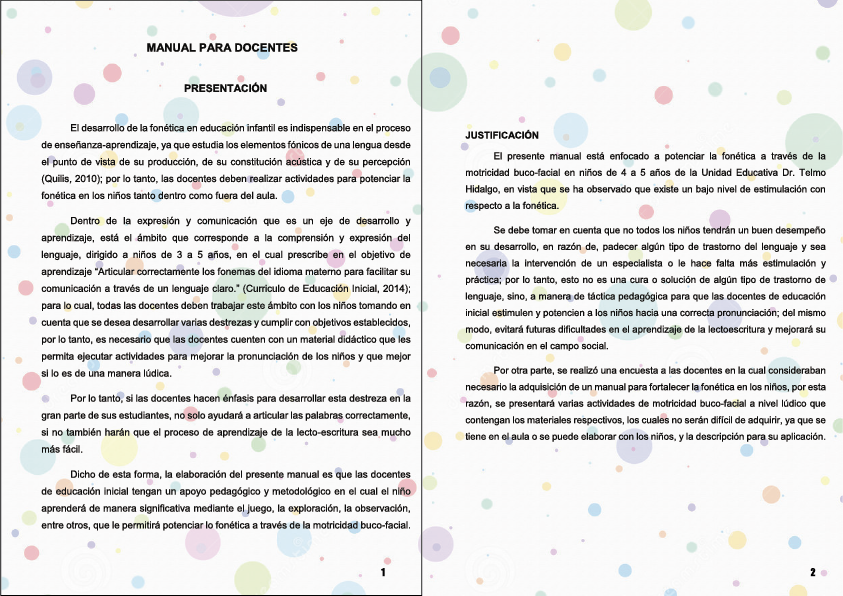 MANUAL PARA DOCENTES
PRESENTACIÓN
El desarrollo de la fonética en educación infantil es indispensable en el proceso
de enseñanza-aprendizaje, ya que estudia los elementos fónicos de una lengua desde
el punto de vista de su producción, de su constitución acústica y de su percepción
(Quilis, 2010); por lo tanto, las docentes deben realizar actividades para potenciar la
fonética en los niños tanto dentro como fuera del aula.
Dentro de la expresión y comunicación que es un eje de desarrollo y
aprendizaje, está el ámbito que corresponde a la comprensión y expresión del
lenguaje, dirigido a niños de 3 a 5 años, en el cual prescribe en el objetivo de
aprendizaje “Articular correctamente los fonemas del idioma materno para facilitar su
comunicación a través de un lenguaje claro.” (Currículo de Educación Inicial, 2014);
para lo cual, todas las docentes deben trabajar este ámbito con los niños tomando en
cuenta que se desea desarrollar varias destrezas y cumplir con objetivos establecidos,
por lo tanto, es necesario que las docentes cuenten con un material didáctico que les
permita ejecutar actividades para mejorar la pronunciación de los niños y que mejor
si lo es de una manera lúdica.
Por lo tanto, si las docentes hacen énfasis para desarrollar esta destreza en la
gran parte de sus estudiantes, no solo ayudará a articular las palabras correctamente,
si no también harán que el proceso de aprendizaje de la lecto-escritura sea mucho
más fácil.
Dicho de esta forma, la elaboración del presente manual es que las docentes
de educación inicial tengan un apoyo pedagógico y metodológico en el cual el niño
aprenderá de manera significativa mediante el juego, la exploración, la observación,
entre otros, que le permitirá potenciar lo fonética a través de la motricidad buco-facial.
1
JUSTIFICACIÓN
El presente manual está enfocado a potenciar la fonética a través de la
motricidad buco-facial en niños de 4 a 5 años de la Unidad Educativa Dr. Telmo
Hidalgo, en vista que se ha observado que existe un bajo nivel de estimulación con
respecto a la fonética.
Se debe tomar en cuenta que no todos los niños tendrán un buen desempeño
en su desarrollo, en razón de, padecer algún tipo de trastorno del lenguaje y sea
necesaria la intervención de un especialista o le hace falta más estimulación y
práctica; por lo tanto, esto no es una cura o solución de algún tipo de trastorno de
lenguaje, sino, a manera de táctica pedagógica para que las docentes de educación
inicial estimulen y potencien a los niños hacia una correcta pronunciación; del mismo
modo, evitará futuras dificultades en el aprendizaje de la lectoescritura y mejorará su
comunicación en el campo social.
Por otra parte, se realizó una encuesta a las docentes en la cual consideraban
necesario la adquisición de un manual para fortalecer la fonética en los niños, por esta
razón, se presentará varias actividades de motricidad buco-facial a nivel lúdico que
contengan los materiales respectivos, los cuales no serán difícil de adquirir, ya que se
tiene en el aula o se puede elaborar con los niños, y la descripción para su aplicación.
2